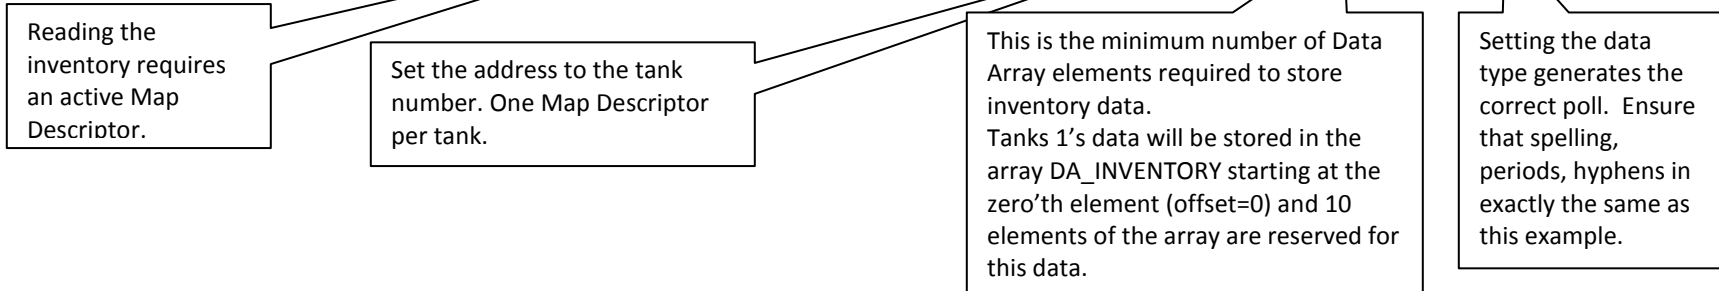 Reading the
inventory requires
an active Map
Descriptor.
Set the address to the tank
number. One Map Descriptor
per tank.
This is the minimum number of Data
Array elements required to store
inventory data.
Tanks 1’s data will be stored in the
array DA_INVENTORY starting at the
zero’th element (offset=0) and 10
elements of the array are reserved for
this data.
Setting the data
type generates the
correct poll.  Ensure
that spelling,
periods, hyphens in
exactly the same as
this example.